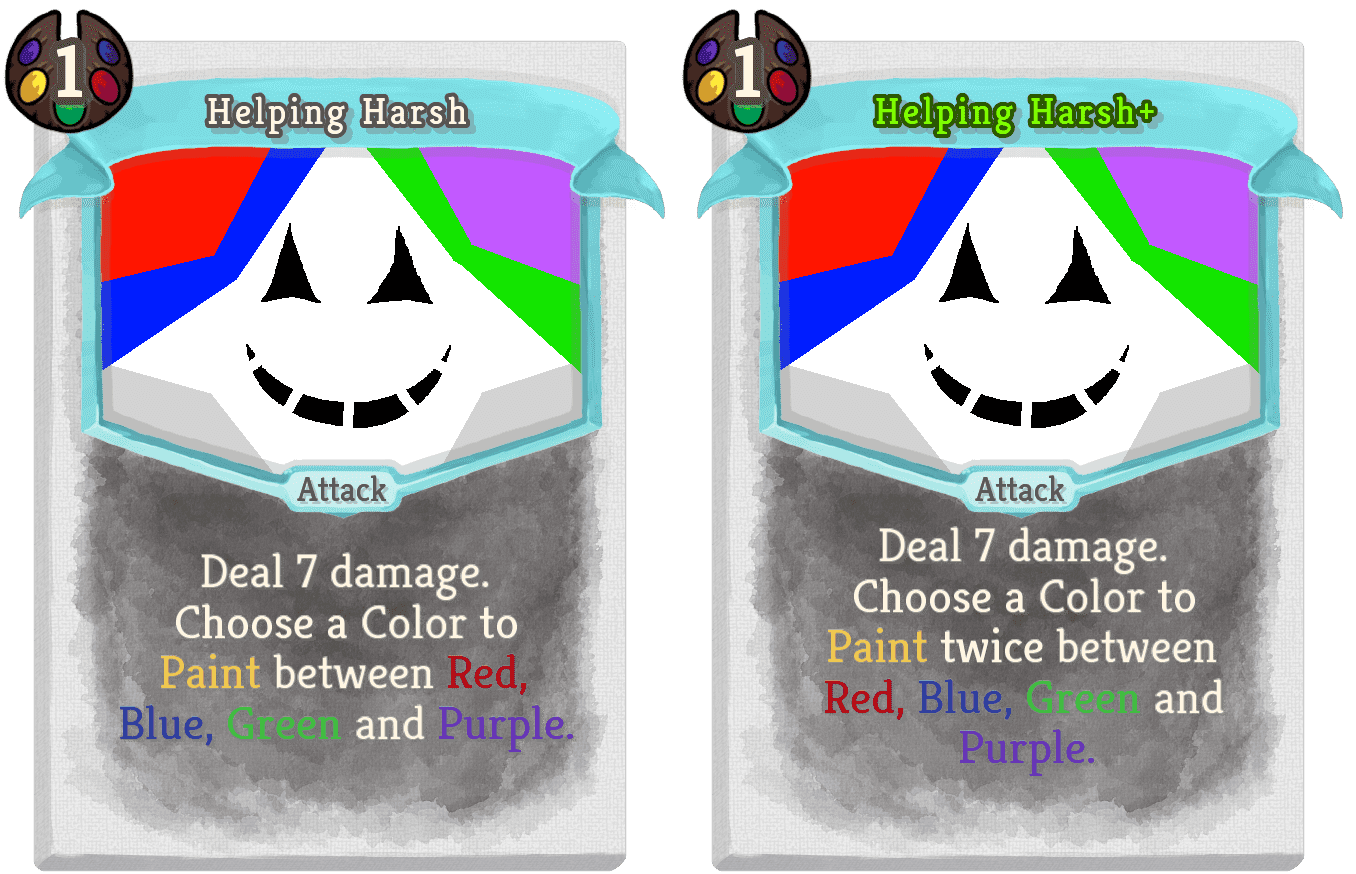 1
Helping Harsh
Attack
Deal 7 damage.
Choose a Color to
Paint between Red,
Blue, Green and Purple.
1
Helping Harsh+
Attack
Deal 7 damage.
Choose a Color to
Paint twice between
Red, Blue, Green and
Purple.